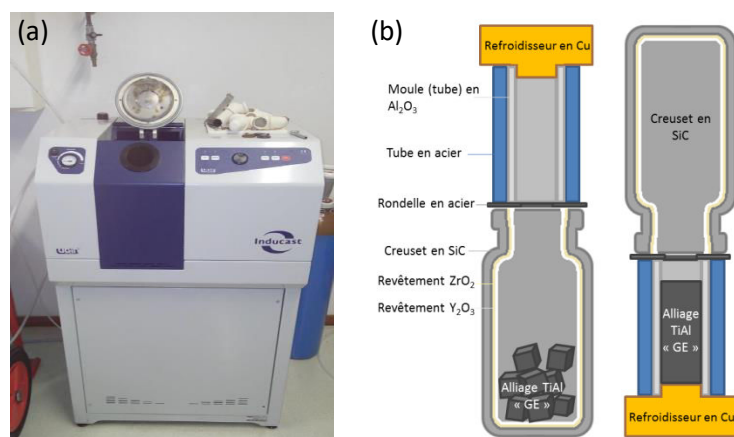 (a)
Inducast
(b)
Refroidisseur en Cu
Moule (tube) en
Al₂O₃
Tube en acier
Rondelle en acier
Creuset en SiC
Revêtement ZrO₂
Revêtement Y₂O₃
Alliage TiAl
« GE »
Creuset en
SiC
Alliage
TiAl
« GE »
Refroidisseur en Cu